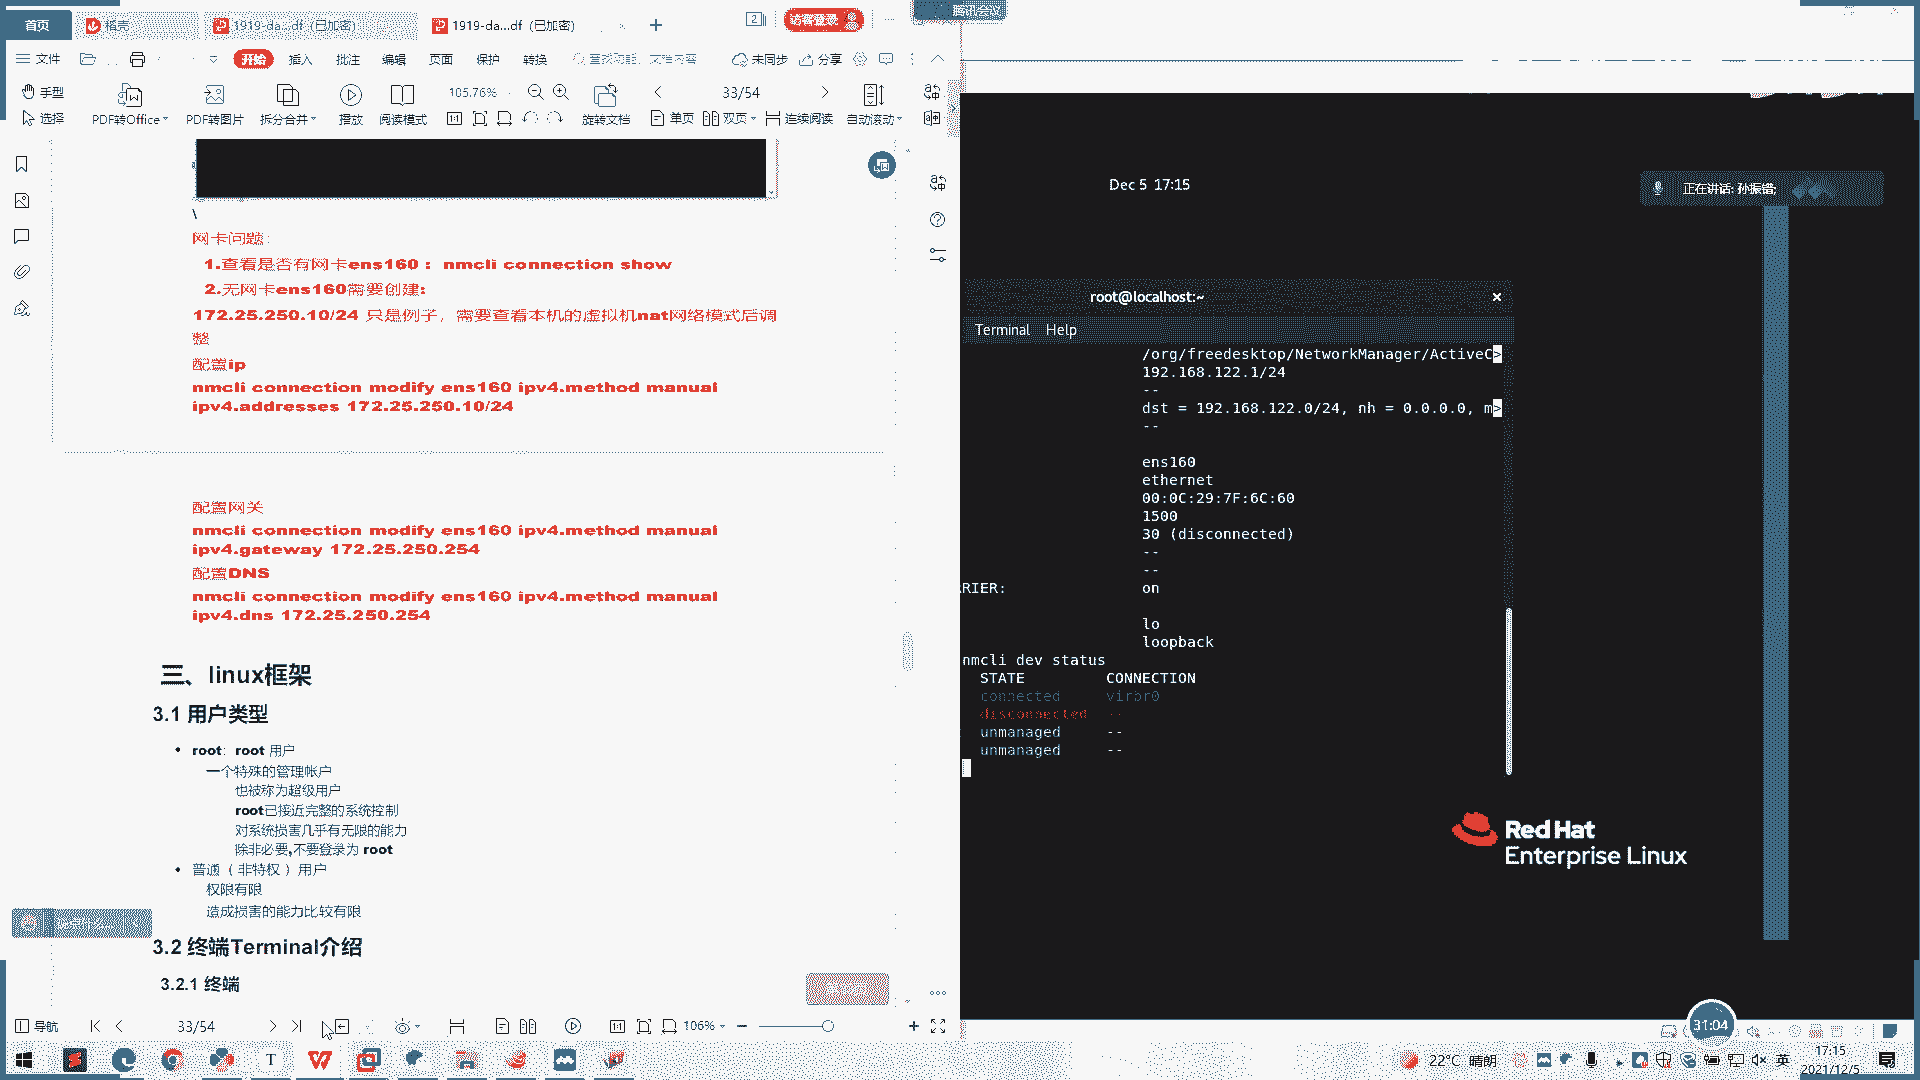 首页
稻壳
1919-da...df (已加密)
1919-da...df (已加密)
2
访客登录
腾讯会议
文件
开始
插入
批注
编辑
页面
保护
转换
查找功能、文档内容
未同步
分享
手型
选择
PDF转Office
PDF转图片
拆分合并
播放
阅读模式
105.76%
旋转文档
33/54
单页
双页
连续阅读
自动滚动
\
网卡问题:
1.查看是否有网卡ens160 : nmcli connection show
2.无网卡ens160需要创建:
172.25.250.10/24 只是例子, 需要查看本机的虚拟机nat网络模式后调
整
配置ip
nmcli connection modify ens160 ipv4.method manual
ipv4.addresses 172.25.250.10/24
配置网关
nmcli connection modify ens160 ipv4.method manual
ipv4.gateway 172.25.250.254
配置DNS
nmcli connection modify ens160 ipv4.method manual
ipv4.dns 172.25.250.254
三、linux框架
3.1 用户类型
• root: root 用户
一个特殊的管理帐户
也被称为超级用户
root已接近完整的系统控制
对系统损害几乎有无限的能力
除非必要,不要登录为 root
• 普通（非特权）用户
权限有限
造成损害的能力比较有限
3.2 终端Terminal介绍
3.2.1 终端
导航
33/54
106%
Dec 5 17:15
正在讲话: 孙振锴;
root@localhost:~
Terminal Help
/org/freedesktop/NetworkManager/ActiveC>
192.168.122.1/24
--
dst = 192.168.122.0/24, nh = 0.0.0.0, m>
--
ens160
ethernet
00:0C:29:7F:6C:60
1500
30 (disconnected)
--
--
RIER: on
lo
loopback
nmcli dev status
STATE CONNECTION
connected virbr0
disconnected --
unmanaged --
unmanaged --
Red Hat
Enterprise Linux
31:04
22°C 晴朗
英
17:15
2021/12/5